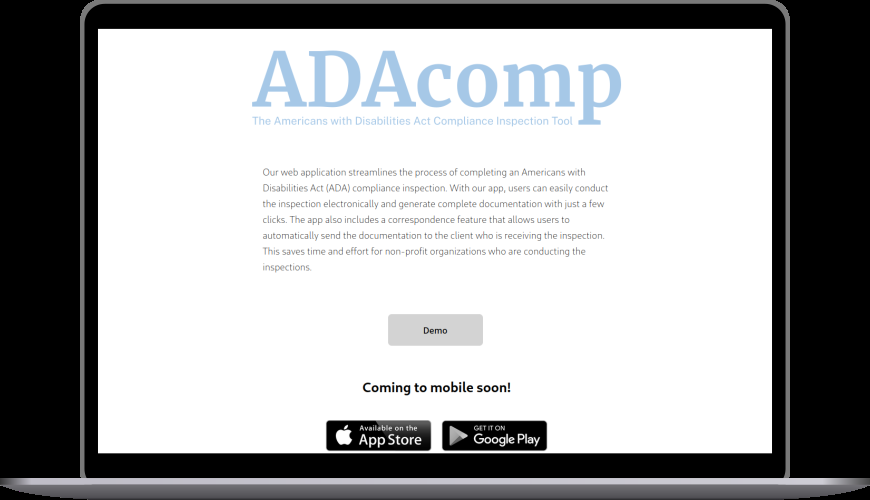 ADAcomp
The Americans with Disabilities Act Compliance Inspection Tool
Our web application streamlines the process of completing an Americans with
Disabilities Act (ADA) compliance inspection. With our app, users can easily conduct
the inspection electronically and generate complete documentation with just a few
clicks. The app also includes a correspondence feature that allows users to
automatically send the documentation to the client who is receiving the inspection.
This saves time and effort for non-profit organizations who are conducting the
inspections.
Demo
Coming to mobile soon!
Available on the
App Store
GET IT ON
Google Play